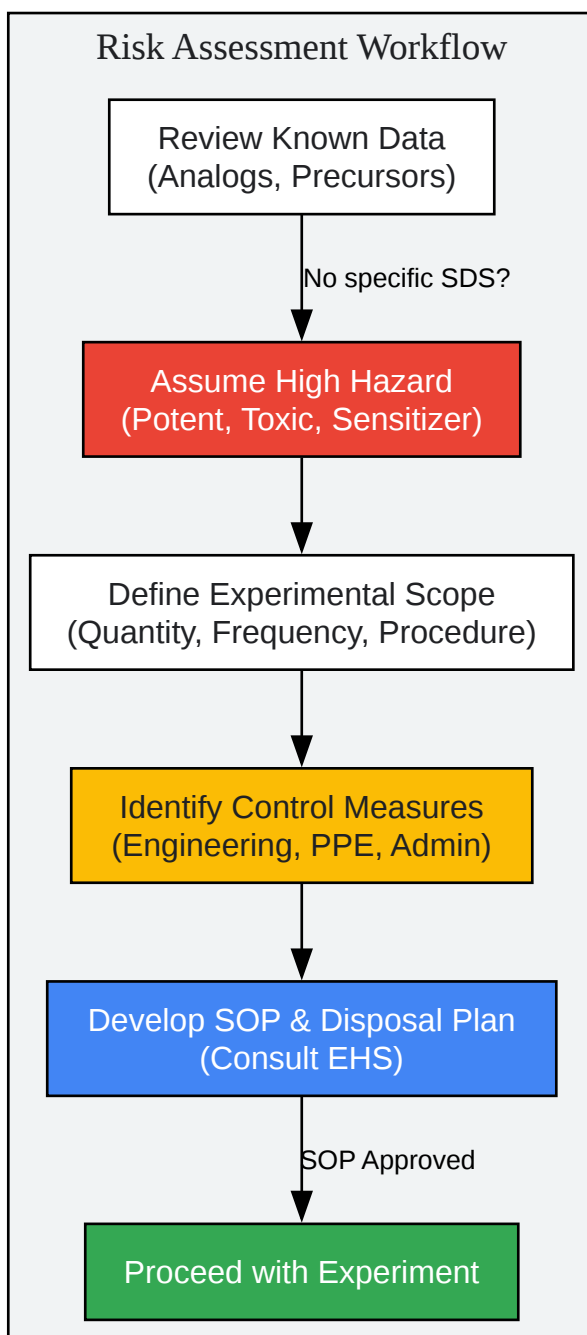 Risk Assessment Workflow
Review Known Data
(Analogs, Precursors)
No specific SDS?
Assume High Hazard
(Potent, Toxic, Sensitizer)
Define Experimental Scope
(Quantity, Frequency, Procedure)
Identify Control Measures
(Engineering, PPE, Admin)
Develop SOP & Disposal Plan
(Consult EHS)
SOP Approved
Proceed with Experiment